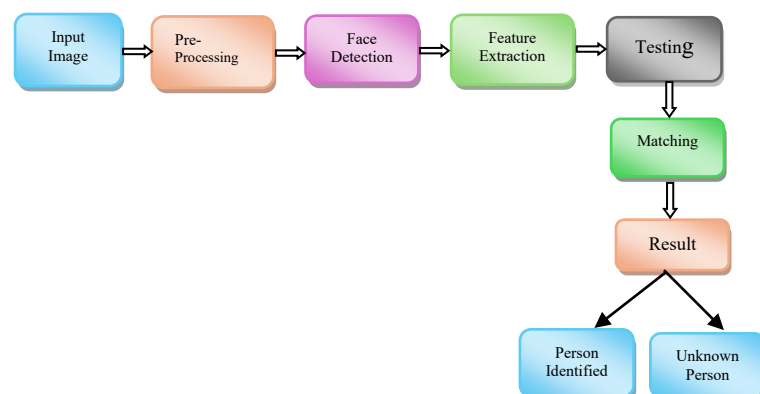 Input
Image
Pre-
Processing
Face
Detection
Feature
Extraction
Testing
Matching
Result
Person
Identified
Unknown
Person